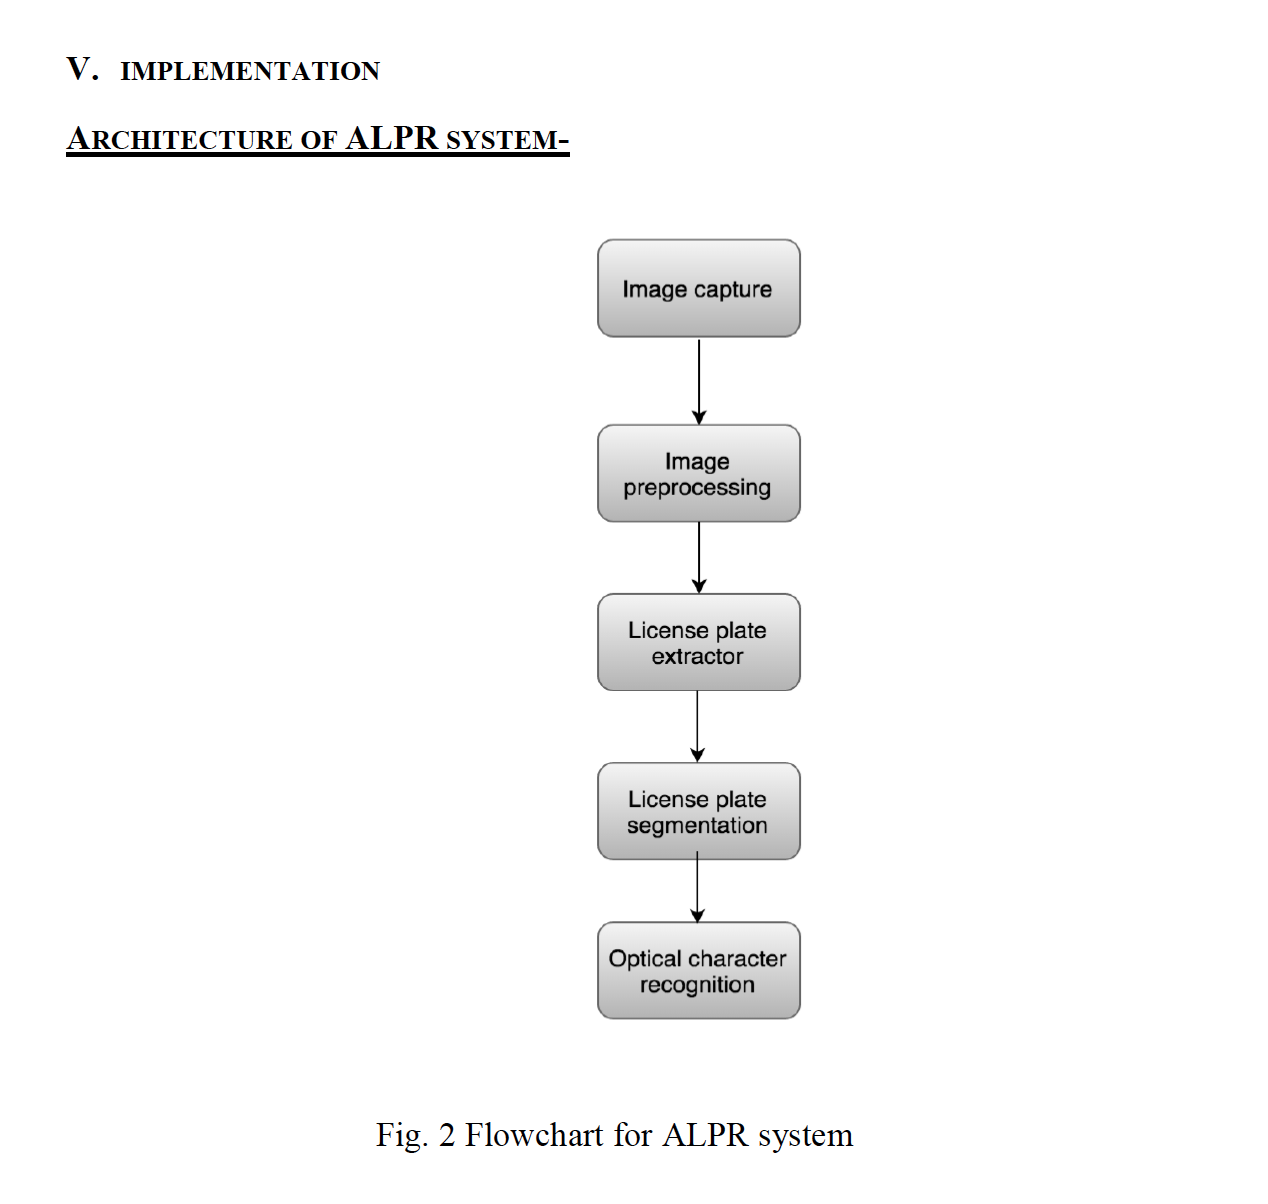 V. IMPLEMENTATION
ARCHITECTURE OF ALPR SYSTEM-
Image capture
Image
preprocessing
License plate
extractor
License plate
segmentation
Optical character
recognition
Fig. 2 Flowchart for ALPR system